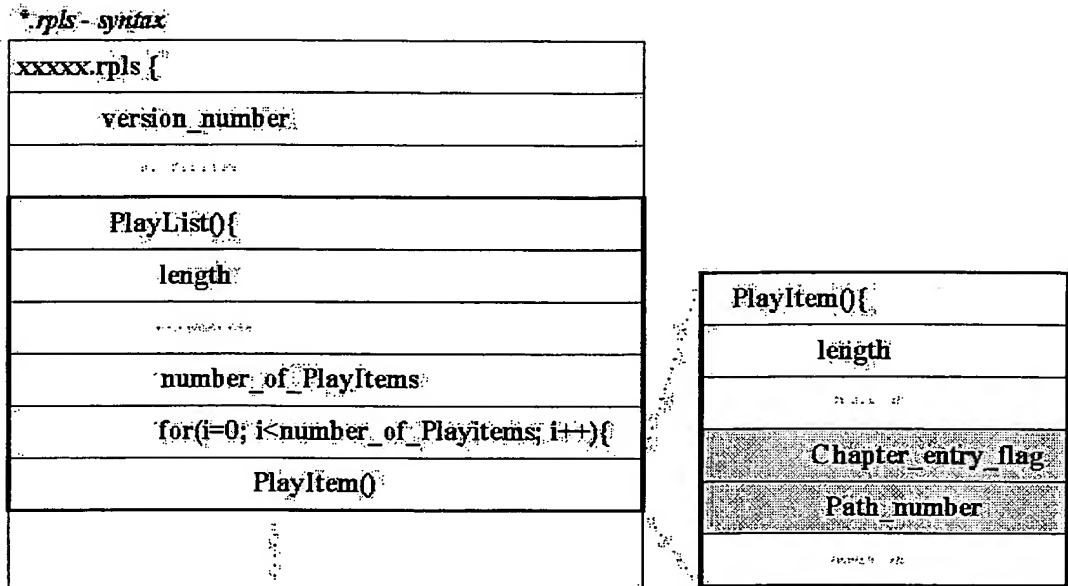 *.rpls - syntax
xxxxx.rpls {
version_number
PlayList(){
length
number_of_PlayItems
for(i=0; i<number_of_Playitems; i++){
PlayItem()
PlayItem(){
length
Chapter_entry_flag
Path_number